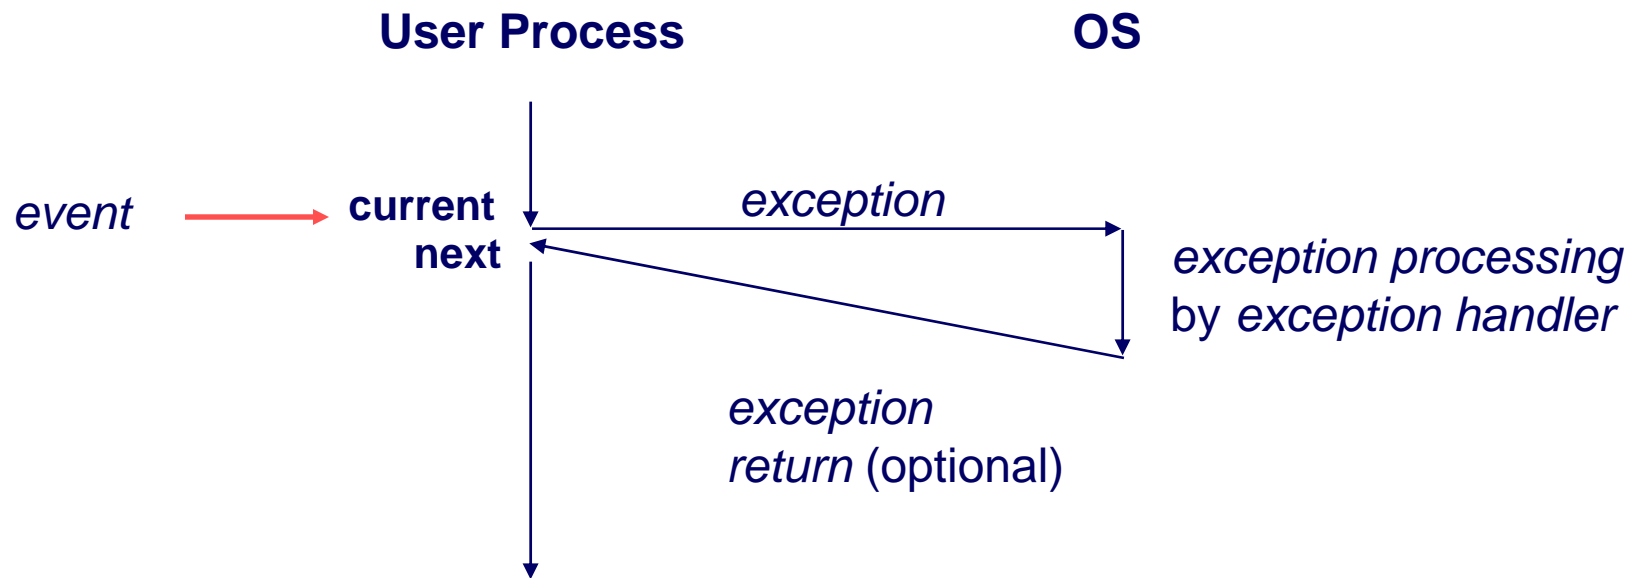 User Process
OS
event
current
next
exception
exception processing
by exception handler
exception
return (optional)